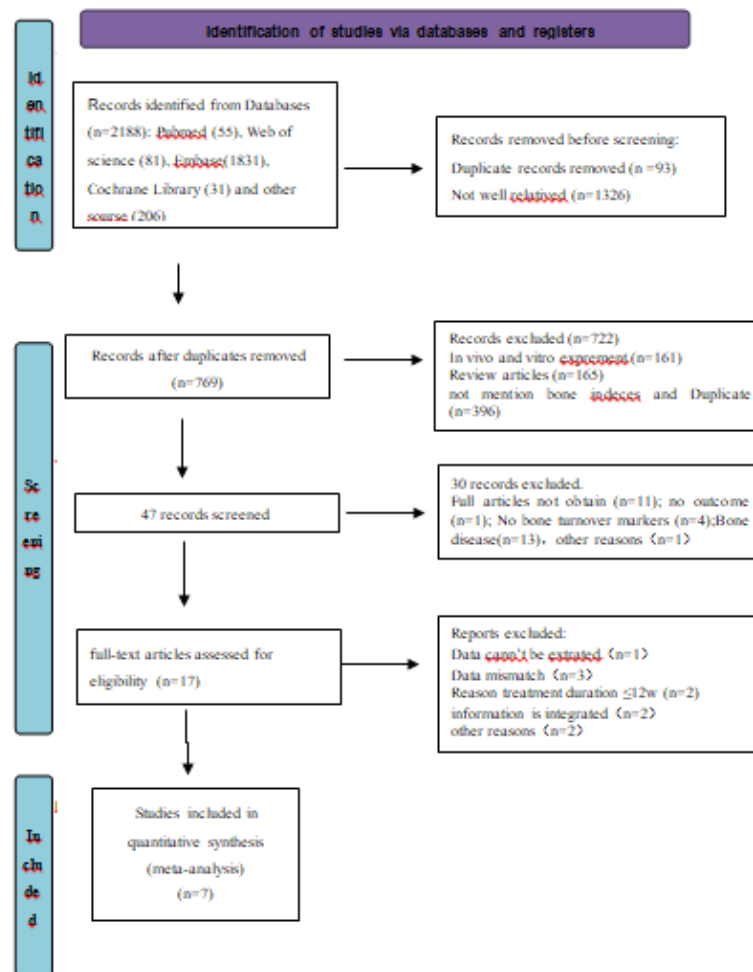 Identification of studies via databases and registers
Id
en
tifi
ca
tio
n
Records identified from Databases
(n=2188): Pubmed (55), Web of
science (81), Embase(1831),
Cochrane Library (31) and other
sourse (206)
Records removed before screening:
Duplicate records removed (n =93)
Not well relatived (n=1326)
Sc
re
eni
ng
Records after duplicates removed
(n=769)
Records excluded (n=722)
In vivo and vitro exprement (n=161)
Review articles (n=165)
not mention bone indeces and Duplicate
(n=396)
47 records screened
30 records excluded.
Full articles not obtain (n=11); no outcome
(n=1); No bone turnover markers (n=4);Bone
disease(n=13), other reasons (n=1)
full-text articles assessed for
eligibility (n=17)
Reports excluded:
Data cann't be extrated (n=1)
Data mismatch (n=3)
Reason treatment duration ≤12w (n=2)
information is integrated (n=2)
other reasons (n=2)
In
clu
de
d
Studies included in
quantitative synthesis
(meta-analysis)
(n=7)